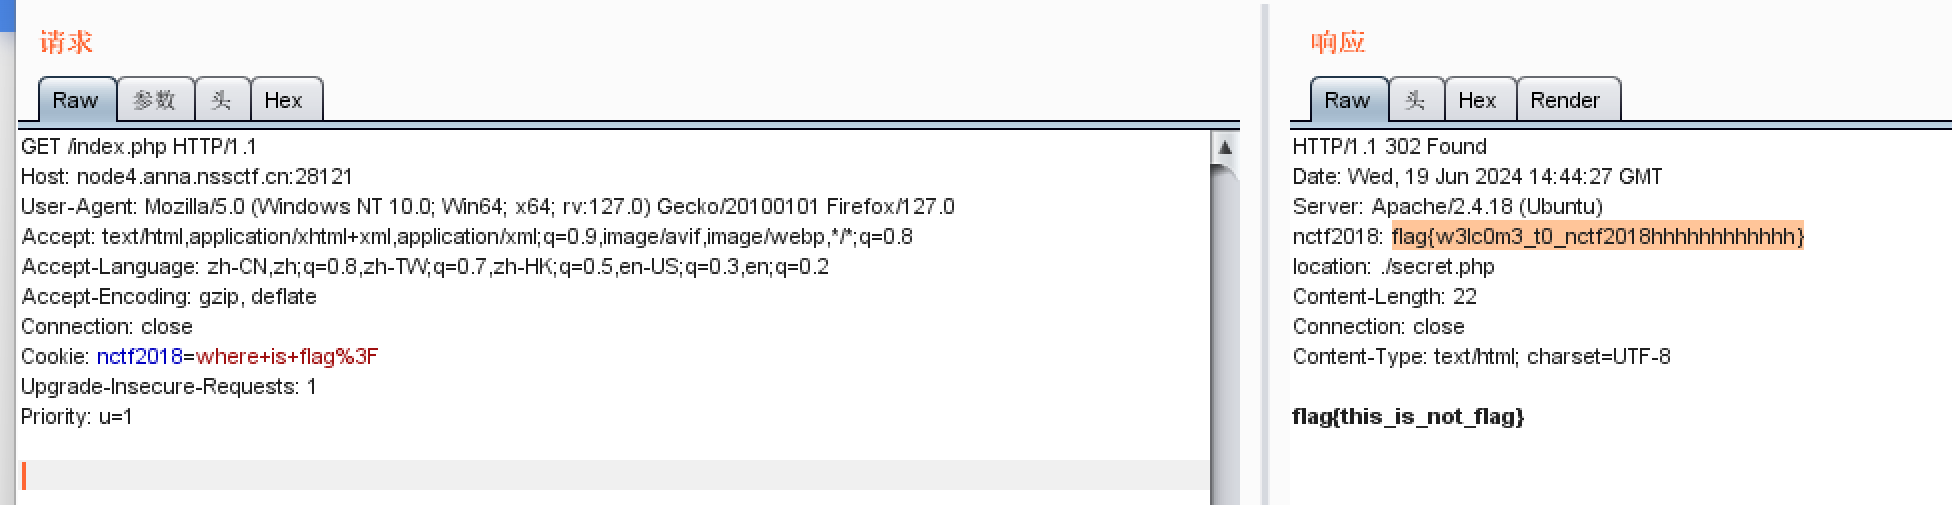 请求
Raw 参数 头 Hex
GET /index.php HTTP/1.1
Host: node4.anna.nssctf.cn:28121
User-Agent: Mozilla/5.0 (Windows NT 10.0; Win64; x64; rv:127.0) Gecko/20100101 Firefox/127.0
Accept: text/html,application/xhtml+xml,application/xml;q=0.9,image/avif,image/webp,*/*;q=0.8
Accept-Language: zh-CN,zh;q=0.8,zh-TW;q=0.7,zh-HK;q=0.5,en-US;q=0.3,en;q=0.2
Accept-Encoding: gzip, deflate
Connection: close
Cookie: nctf2018=where+is+flag%3F
Upgrade-Insecure-Requests: 1
Priority: u=1
响应
Raw 头 Hex Render
HTTP/1.1 302 Found
Date: Wed, 19 Jun 2024 14:44:27 GMT
Server: Apache/2.4.18 (Ubuntu)
nctf2018: flag{w3lc0m3_t0_nctf2018hhhhhhhhhhhh}
location: ./secret.php
Content-Length: 22
Connection: close
Content-Type: text/html; charset=UTF-8
flag{this_is_not_flag}